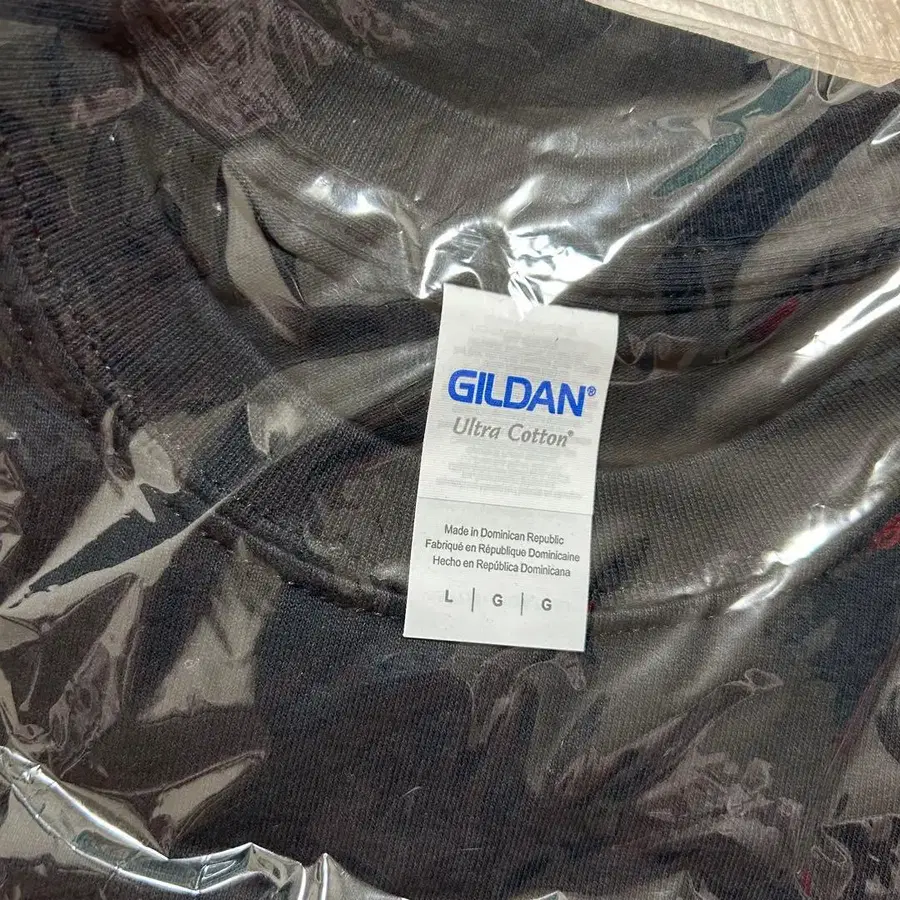 GILDAN®
Ultra Cotton®
Made in Dominican Republic
Fabriqué en République Dominicaine
Hecho en República Dominicana
L | G | G